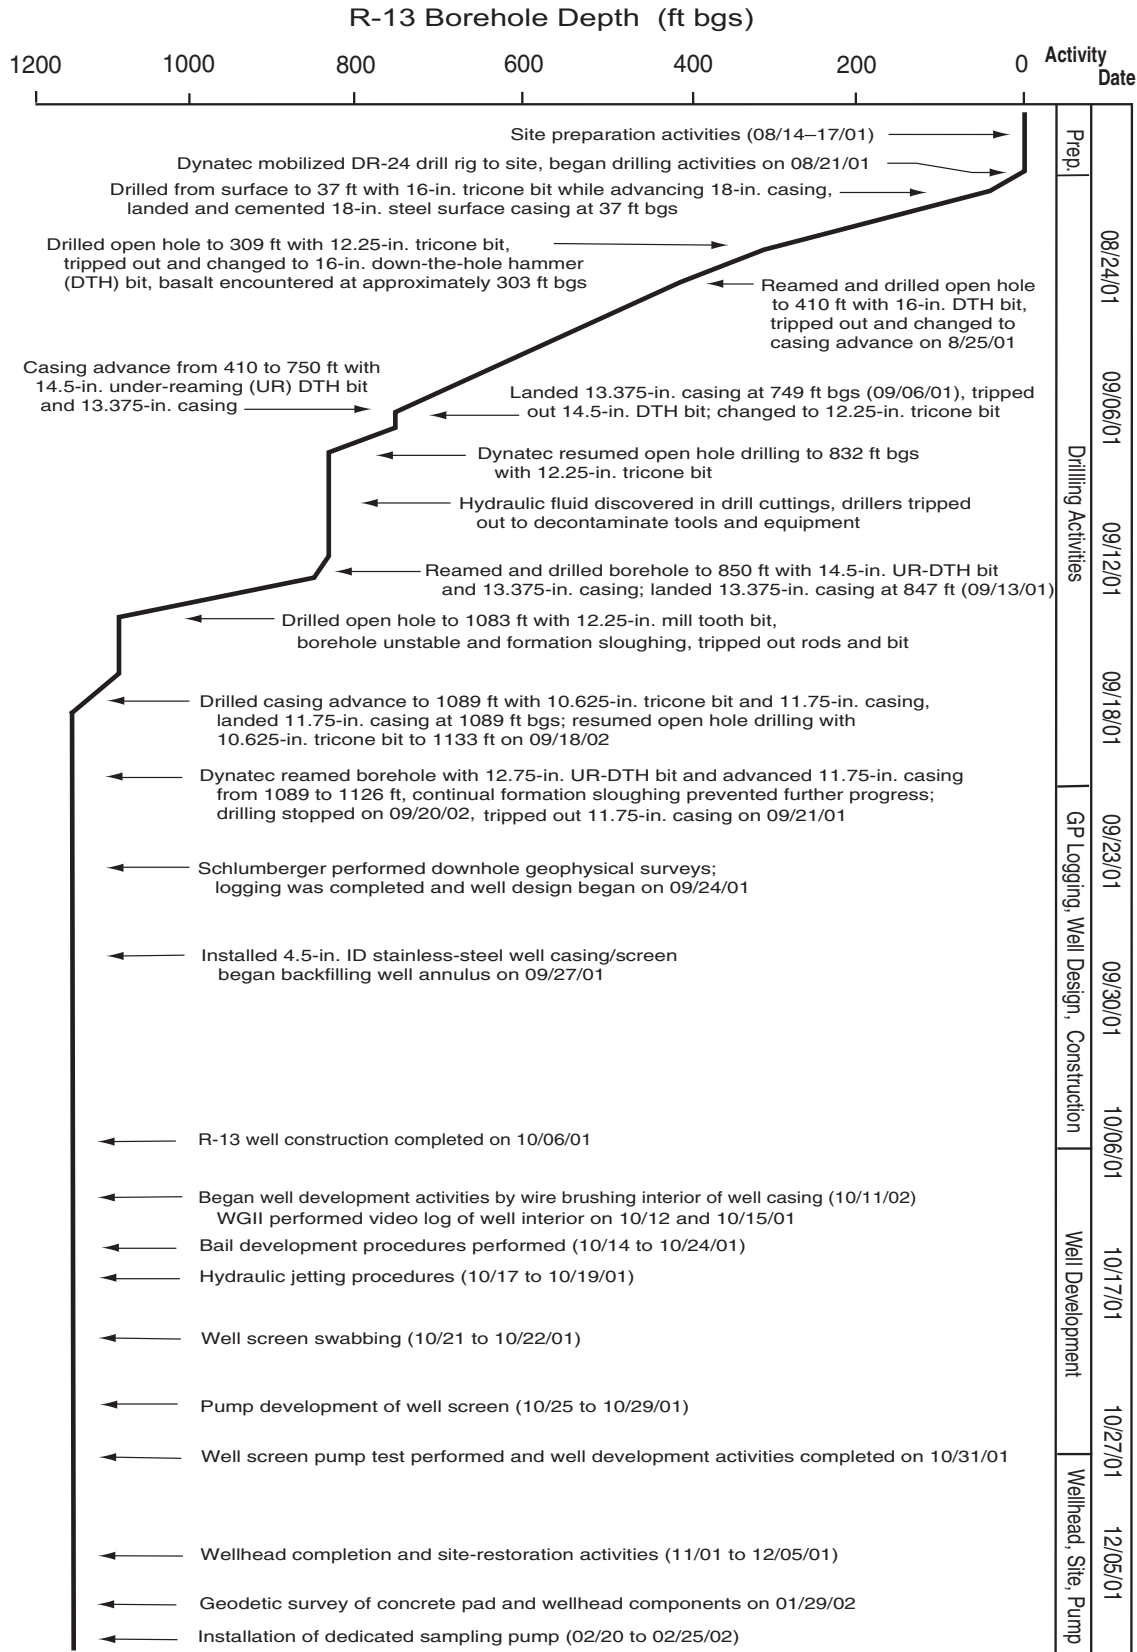 R-13 Borehole Depth (ft bgs)
1200 1000 800 600 400 200 0 Activity
Date
Site preparation activities (08/14–17/01)
Dynatec mobilized DR-24 drill rig to site, began drilling activities on 08/21/01
Drilled from surface to 37 ft with 16-in. tricone bit while advancing 18-in. casing,
landed and cemented 18-in. steel surface casing at 37 ft bgs
Drilled open hole to 309 ft with 12.25-in. tricone bit,
tripped out and changed to 16-in. down-the-hole hammer
(DTH) bit, basalt encountered at approximately 303 ft bgs
Reamed and drilled open hole
to 410 ft with 16-in. DTH bit,
tripped out and changed to
casing advance on 8/25/01
Casing advance from 410 to 750 ft with
14.5-in. under-reaming (UR) DTH bit
and 13.375-in. casing
Landed 13.375-in. casing at 749 ft bgs (09/06/01), tripped
out 14.5-in. DTH bit; changed to 12.25-in. tricone bit
Dynatec resumed open hole drilling to 832 ft bgs
with 12.25-in. tricone bit
Hydraulic fluid discovered in drill cuttings, drillers tripped
out to decontaminate tools and equipment
Reamed and drilled borehole to 850 ft with 14.5-in. UR-DTH bit
and 13.375-in. casing; landed 13.375-in. casing at 847 ft (09/13/01)
Drilled open hole to 1083 ft with 12.25-in. mill tooth bit,
borehole unstable and formation sloughing, tripped out rods and bit
Drilled casing advance to 1089 ft with 10.625-in. tricone bit and 11.75-in. casing,
landed 11.75-in. casing at 1089 ft bgs; resumed open hole drilling with
10.625-in. tricone bit to 1133 ft on 09/18/02
Dynatec reamed borehole with 12.75-in. UR-DTH bit and advanced 11.75-in. casing
from 1089 to 1126 ft, continual formation sloughing prevented further progress;
drilling stopped on 09/20/02, tripped out 11.75-in. casing on 09/21/01
Schlumberger performed downhole geophysical surveys;
logging was completed and well design began on 09/24/01
Installed 4.5-in. ID stainless-steel well casing/screen
began backfilling well annulus on 09/27/01
R-13 well construction completed on 10/06/01
Began well development activities by wire brushing interior of well casing (10/11/02)
WGII performed video log of well interior on 10/12 and 10/15/01
Bail development procedures performed (10/14 to 10/24/01)
Hydraulic jetting procedures (10/17 to 10/19/01)
Well screen swabbing (10/21 to 10/22/01)
Pump development of well screen (10/25 to 10/29/01)
Well screen pump test performed and well development activities completed on 10/31/01
Wellhead completion and site-restoration activities (11/01 to 12/05/01)
Geodetic survey of concrete pad and wellhead components on 01/29/02
Installation of dedicated sampling pump (02/20 to 02/25/02)
Prep.
Drillling Activities
GP Logging, Well Design, Construction
Well Development
Wellhead, Site, Pump
08/24/01
09/06/01
09/12/01
09/18/01
09/23/01
09/30/01
10/06/01
10/17/01
10/27/01
12/05/01